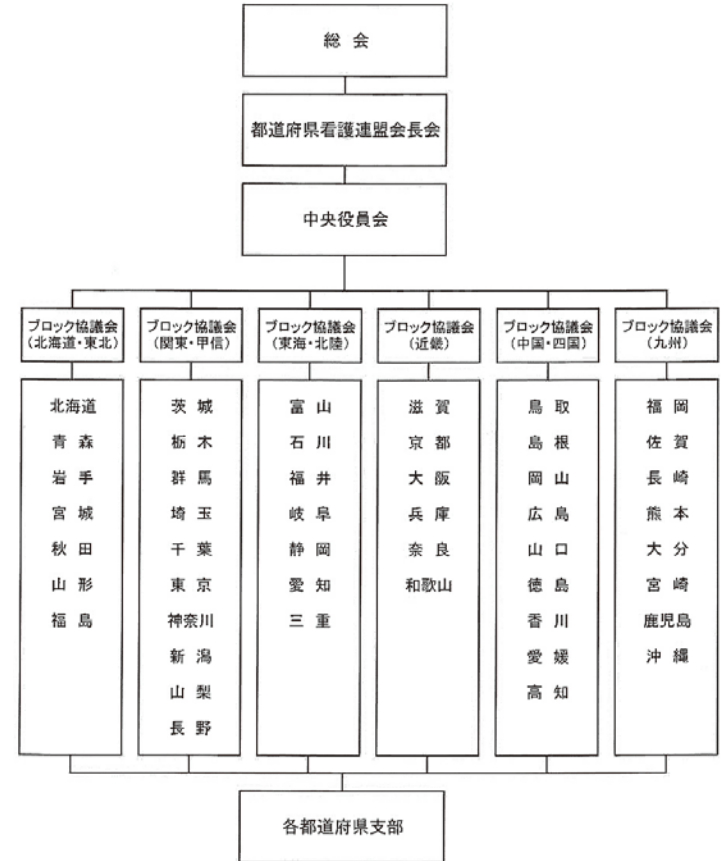 総会
都道府県看護連盟会長会
中央役員会
ブロック協議会
(北海道・東北)
北海道
青森
岩手
宮城
秋田
山形
福島
ブロック協議会
(関東・甲信)
茨城
栃木
群馬
埼玉
千葉
東京
神奈川
新潟
山梨
長野
ブロック協議会
(東海・北陸)
富山
石川
福井
岐阜
静岡
愛知
三重
ブロック協議会
(近畿)
滋賀
京都
大阪
兵庫
奈良
和歌山
ブロック協議会
(中国・四国)
鳥取
島根
岡山
広島
山口
徳島
香川
愛媛
高知
ブロック協議会
(九州)
福岡
佐賀
長崎
熊本
大分
宮崎
鹿児島
沖縄
各都道府県支部